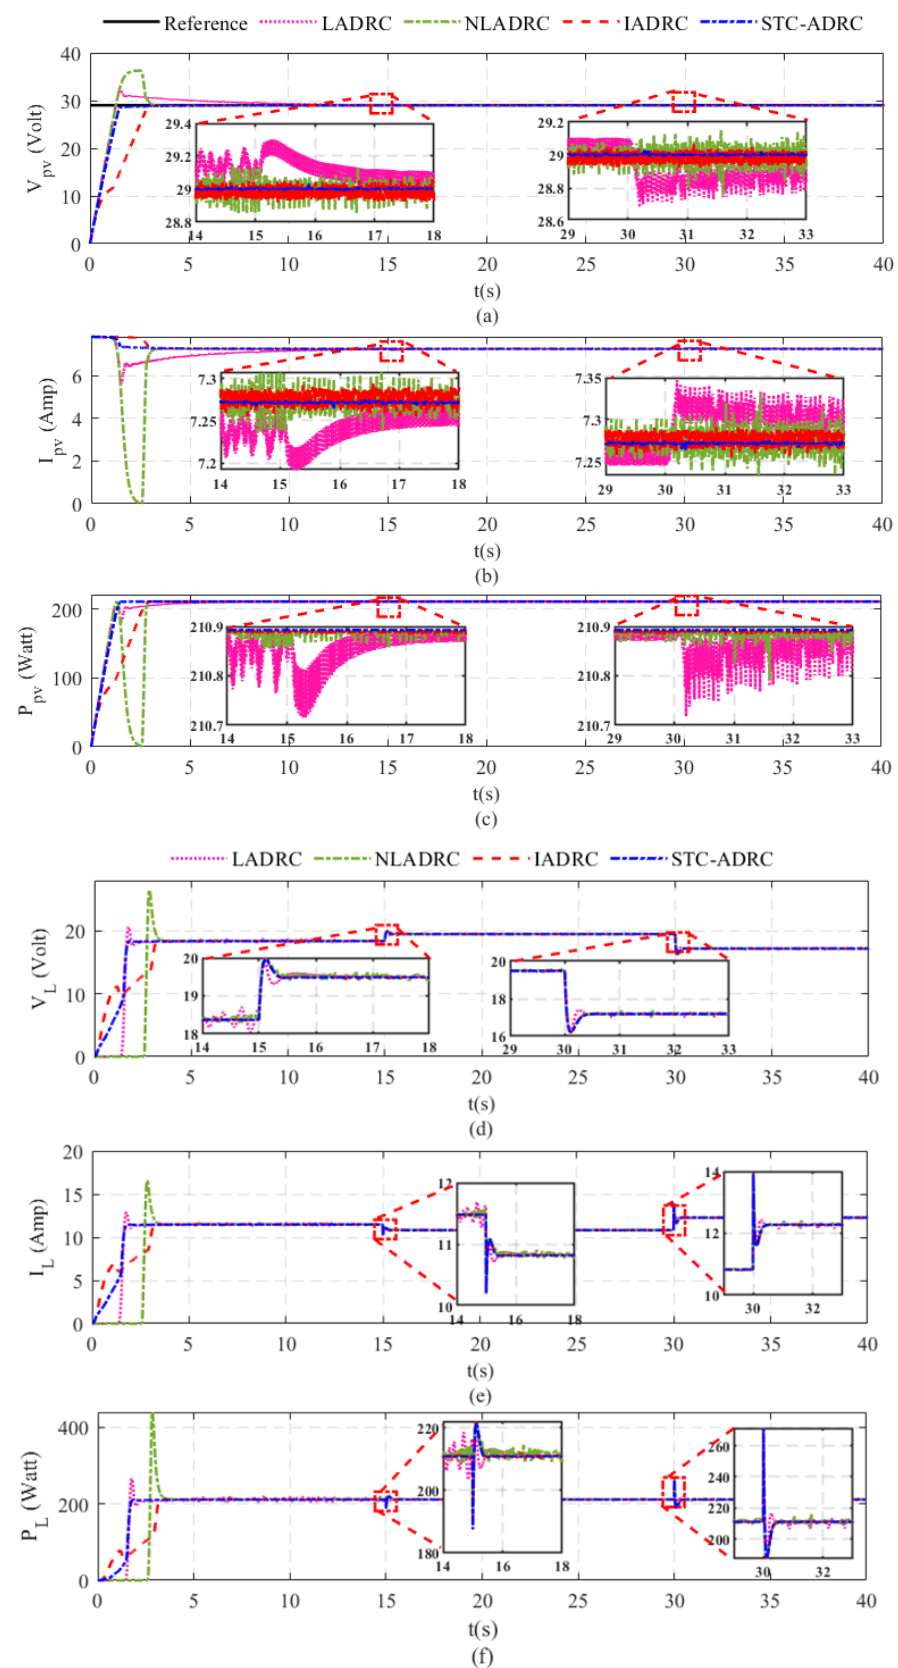 Reference LADRC NLADRC IADRC STC-ADRC
40
30
20
10
0
V_pv (Volt)
29.4
29.2
29
28.8
14 15 16 17 18
29.2
29
28.8
28.6
29 30 31 32 33
0 5 10 15 20 25 30 35 40
t(s)
(a)
6
4
2
0
I_pv (Amp)
7.3
7.25
7.2
14 15 16 17 18
7.35
7.3
7.25
29 30 31 32 33
0 5 10 15 20 25 30 35 40
t(s)
(b)
200
100
0
P_pv (Watt)
210.9
210.8
210.7
14 15 16 17 18
210.9
210.8
210.7
29 30 31 32 33
0 5 10 15 20 25 30 35 40
t(s)
(c)
LADRC NLADRC IADRC STC-ADRC
20
10
0
V_L (Volt)
20
19
18
14 15 16 17 18
20
18
16
29 30 31 32 33
0 5 10 15 20 25 30 35 40
t(s)
(d)
20
15
10
5
0
I_L (Amp)
12
11
10
14 16 18
14
12
10
30 32
0 5 10 15 20 25 30 35 40
t(s)
(e)
400
200
0
P_L (Watt)
220
200
180
14 16 18
260
240
220
200
30 32
0 5 10 15 20 25 30 35 40
t(s)
(f)